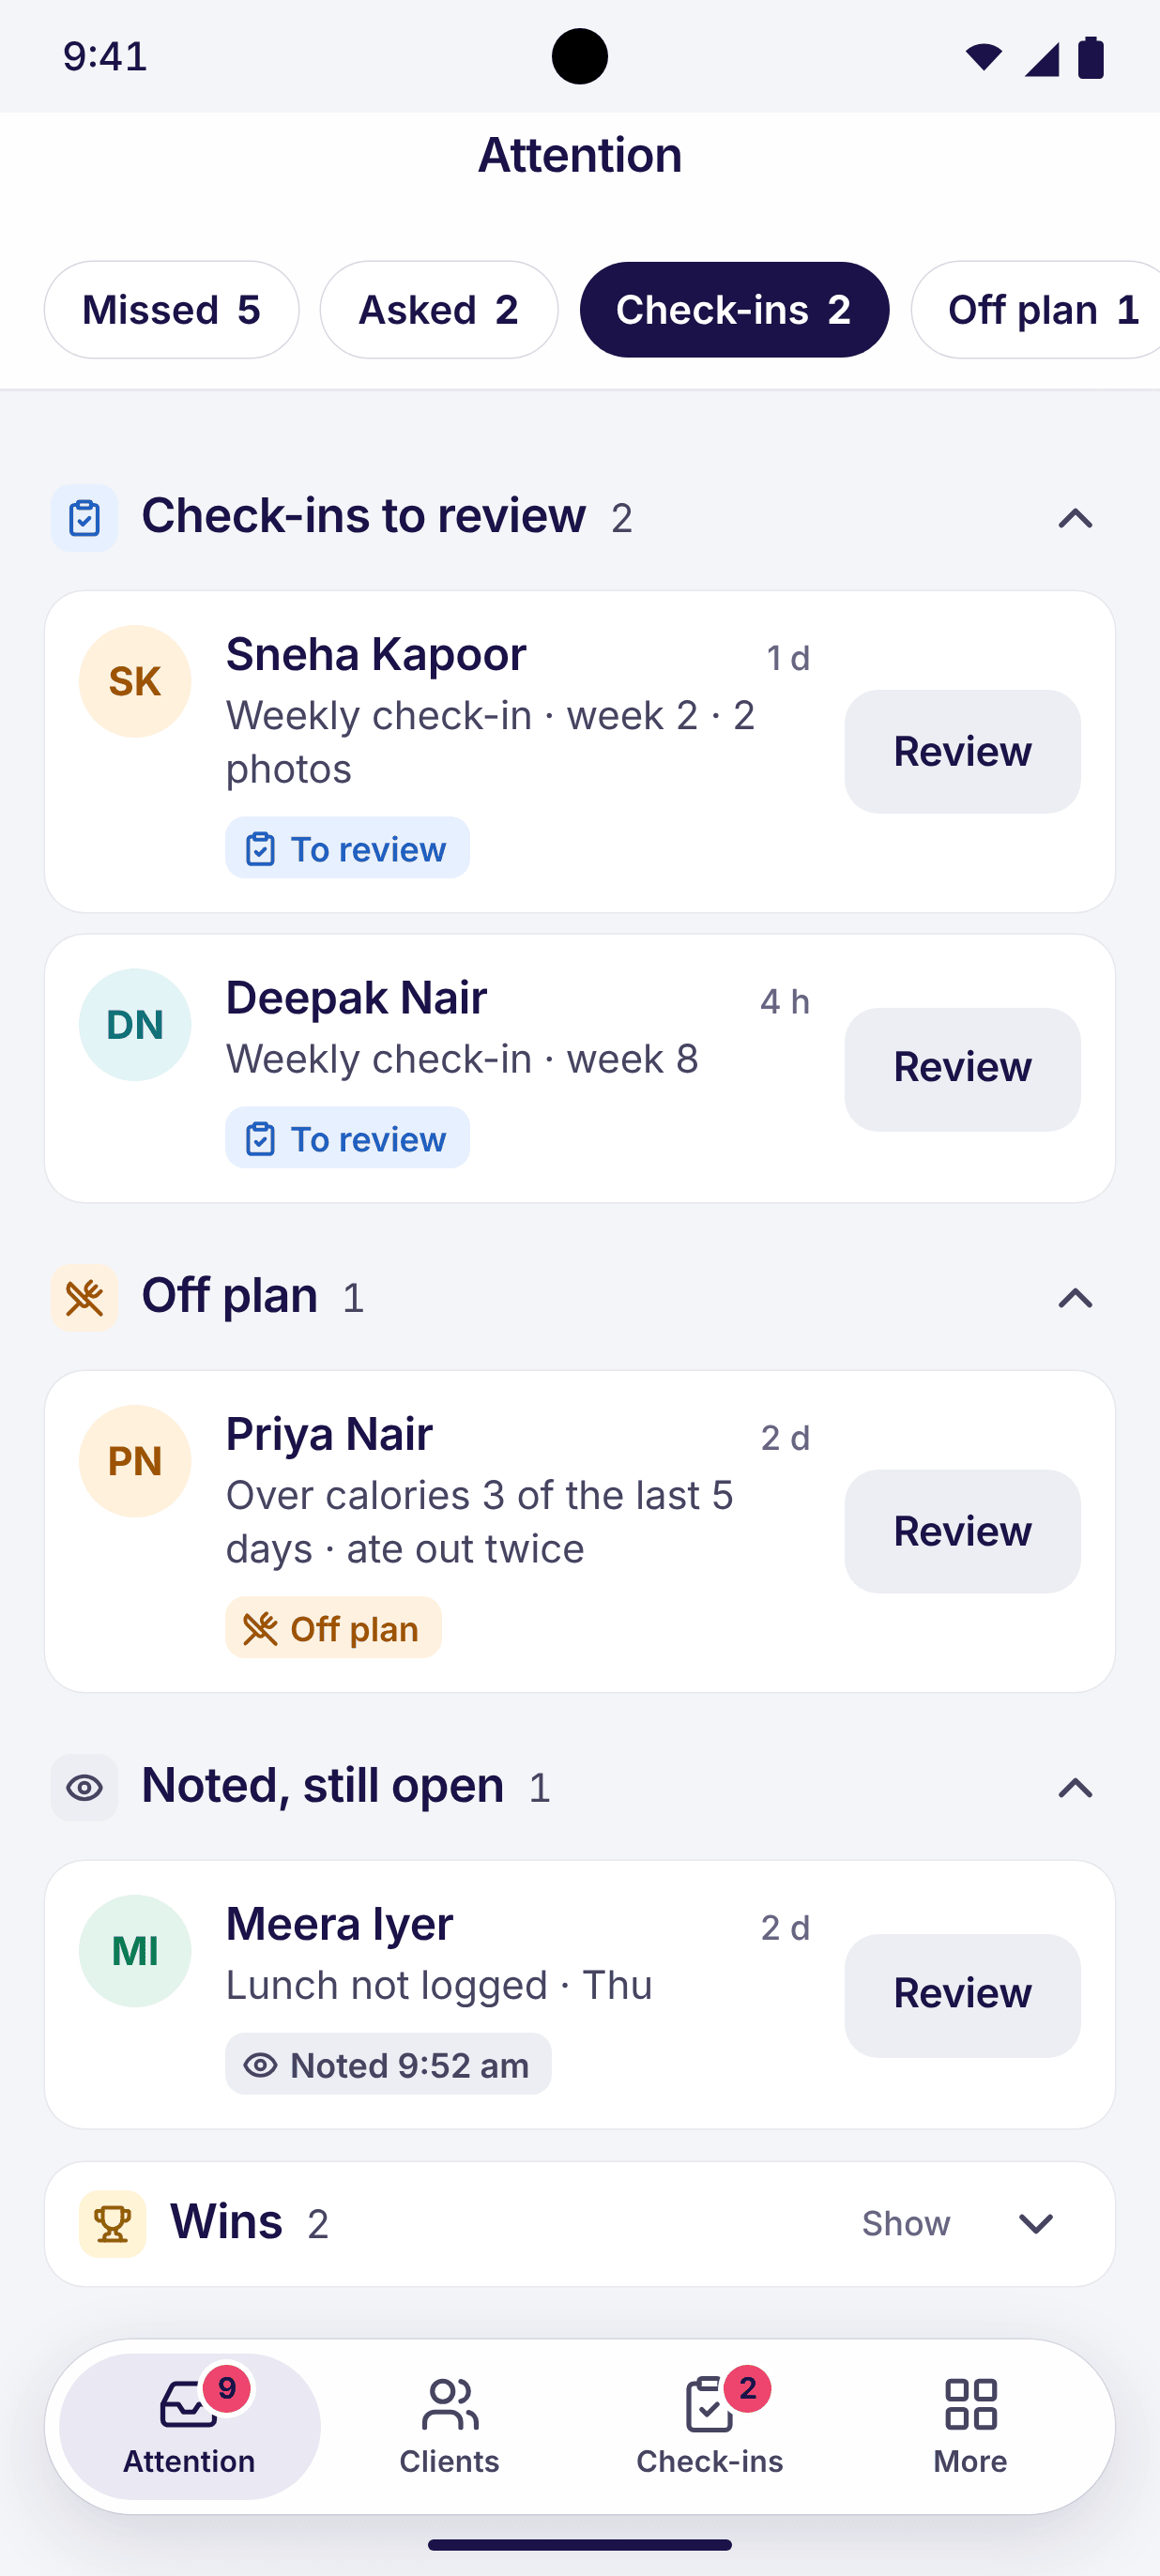 9:41
Attention
Missed 5
Asked 2
Check-ins 2
Off plan 1
Check-ins to review 2
SK
Sneha Kapoor
1 d
Weekly check-in · week 2 · 2
photos
To review
Review
DN
Deepak Nair
4 h
Weekly check-in · week 8
To review
Review
Off plan 1
PN
Priya Nair
2 d
Over calories 3 of the last 5
days · ate out twice
Off plan
Review
Noted, still open 1
MI
Meera Iyer
2 d
Lunch not logged · Thu
Noted 9:52 am
Review
Wins 2
Show
9
Attention
Clients
2
Check-ins
More